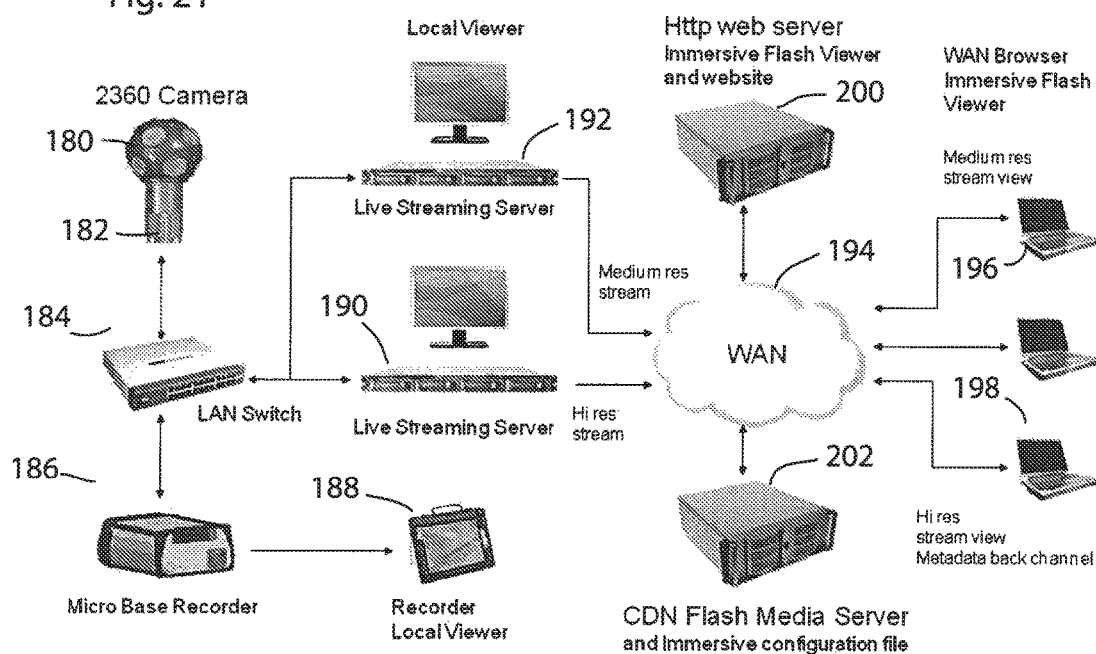 Local Viewer
Http web server
Immersive Flash Viewer
and website
WAN Browser
Immersive Flash
Viewer
2360 Camera
180
182
192
200
Medium res
stream view
Live Streaming Server
184
190
Medium res
stream
194
196
WAN
198
LAN Switch
Live Streaming Server
Hi res
stream
186
188
202
Hi res
stream view
Metadata back channel
Micro Base Recorder
Recorder
Local Viewer
CDN Flash Media Server
and Immersive configuration file